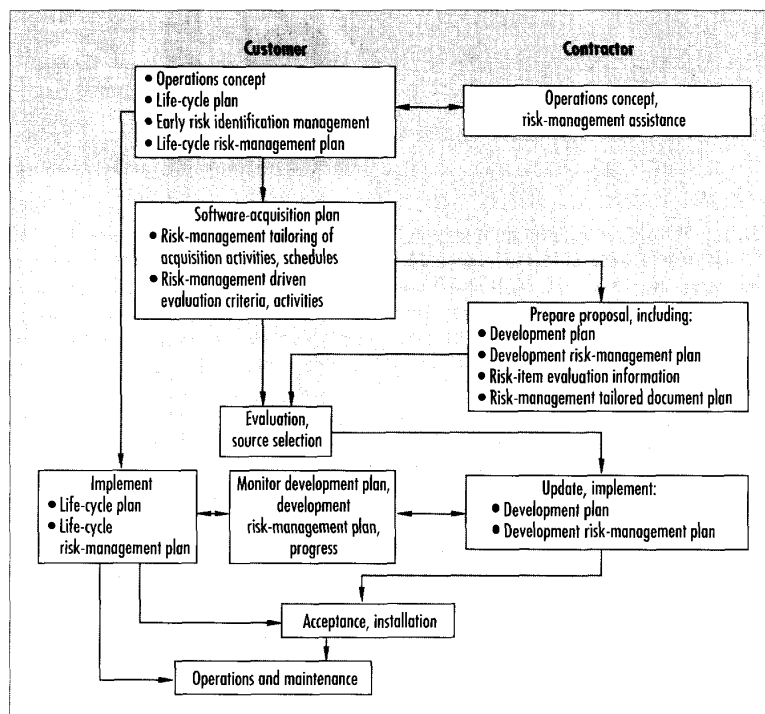 Customer
Contractor
• Operations concept
• Life-cycle plan
• Early risk identification management
• Life-cycle risk-management plan
Operations concept,
risk-management assistance
Software-acquisition plan
• Risk-management tailoring of
acquisition activities, schedules
• Risk-management driven
evaluation criteria, activities
Prepare proposal, including:
• Development plan
• Development risk-management plan
• Risk-item evaluation information
• Risk-management tailored document plan
Evaluation,
source selection
Implement
• Life-cycle plan
• Life-cycle
risk-management plan
Monitor development plan,
development
risk-management plan,
progress
Update, implement:
• Development plan
• Development risk-management plan
Acceptance, installation
Operations and maintenance